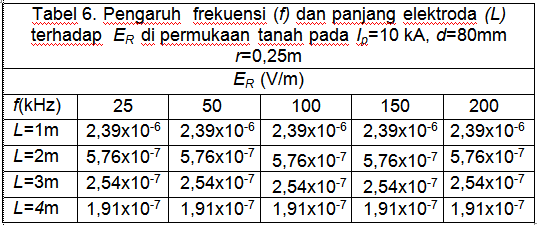 Tabel 6. Pengaruh frekuensi (f) dan panjang elektroda (L)
terhadap E_R di permukaan tanah pada I_p=10 kA, d=80mm
r=0,25m
E_R (V/m)
f(kHz) 25 50 100 150 200
L=1m 2,39x10⁻⁶ 2,39x10⁻⁶ 2,39x10⁻⁶ 2,39x10⁻⁶ 2,39x10⁻⁶
L=2m 5,76x10⁻⁷ 5,76x10⁻⁷ 5,76x10⁻⁷ 5,76x10⁻⁷ 5,76x10⁻⁷
L=3m 2,54x10⁻⁷ 2,54x10⁻⁷ 2,54x10⁻⁷ 2,54x10⁻⁷ 2,54x10⁻⁷
L=4m 1,91x10⁻⁷ 1,91x10⁻⁷ 1,91x10⁻⁷ 1,91x10⁻⁷ 1,91x10⁻⁷